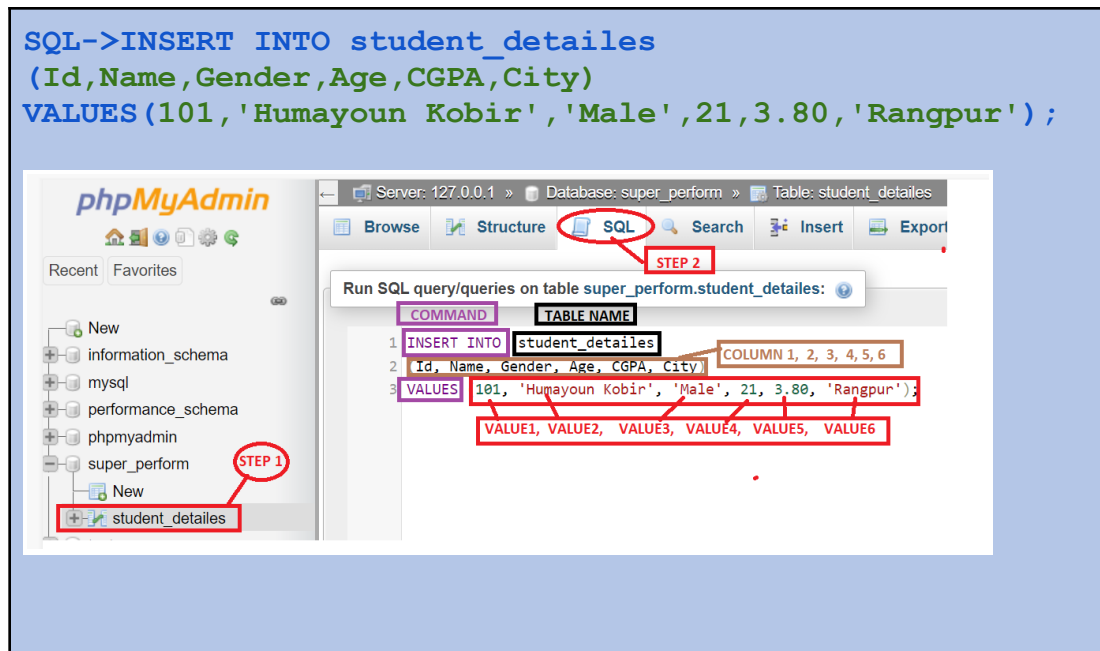 SQL->INSERT INTO student_detailes
(Id,Name,Gender,Age,CGPA,City)
VALUES(101,'Humayoun Kobir','Male',21,3.80,'Rangpur');
phpMyAdmin
Recent Favorites
New
information_schema
mysql
performance_schema
phpmyadmin
super_perform
STEP 1
New
student_detailes
Server: 127.0.0.1 » Database: super_perform » Table: student_detailes
Browse Structure SQL Search Insert Export
STEP 2
Run SQL query/queries on table super_perform.student_detailes:
COMMAND TABLE NAME
1 INSERT INTO student_detailes
COLUMN 1, 2, 3, 4, 5, 6
2 (Id, Name, Gender, Age, CGPA, City)
3 VALUES (101, 'Humayoun Kobir', 'Male', 21, 3.80, 'Rangpur');
VALUE1, VALUE2, VALUE3, VALUE4, VALUE5, VALUE6